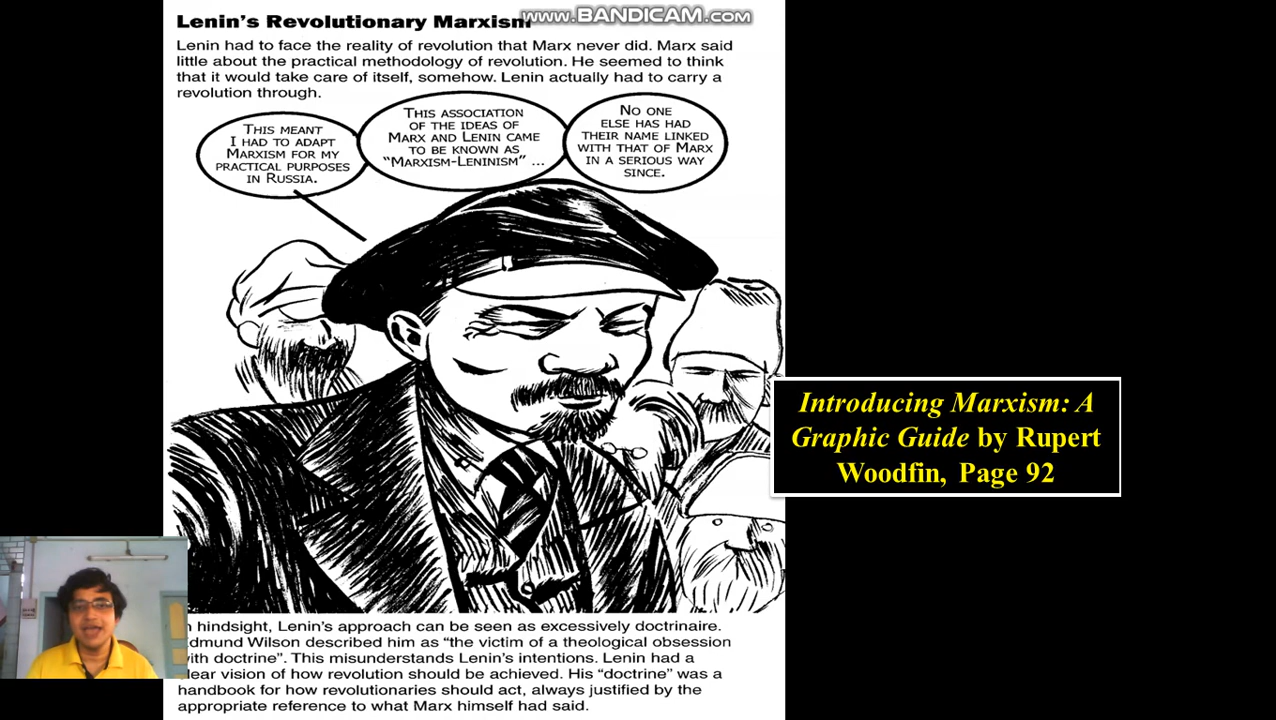 Lenin's Revolutionary Marxism
www.BANDICAM.com
Lenin had to face the reality of revolution that Marx never did. Marx said
little about the practical methodology of revolution. He seemed to think
that it would take care of itself, somehow. Lenin actually had to carry a
revolution through.
THIS MEANT
I HAD TO ADAPT
MARXISM FOR MY
PRACTICAL PURPOSES
IN RUSSIA.
THIS ASSOCIATION
OF THE IDEAS OF
MARX AND LENIN CAME
TO BE KNOWN AS
"MARXISM-LENINISM" ...
NO ONE
ELSE HAS HAD
THEIR NAME LINKED
WITH THAT OF MARX
IN A SERIOUS WAY
SINCE.
Introducing Marxism: A
Graphic Guide by Rupert
Woodfin, Page 92
n hindsight, Lenin's approach can be seen as excessively doctrinaire.
dmund Wilson described him as "the victim of a theological obsession
with doctrine". This misunderstands Lenin's intentions. Lenin had a
lear vision of how revolution should be achieved. His "doctrine" was a
handbook for how revolutionaries should act, always justified by the
appropriate reference to what Marx himself had said.